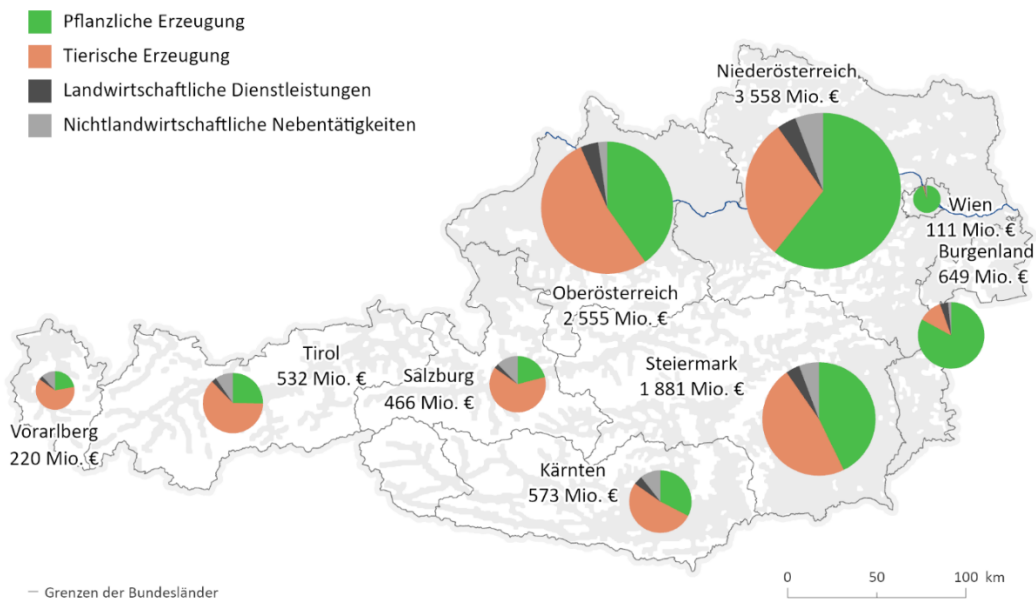 Pflanzliche Erzeugung
Tierische Erzeugung
Landwirtschaftliche Dienstleistungen
Nichtlandwirtschaftliche Nebentätigkeiten
Niederösterreich
3 558 Mio. €
Wien
111 Mio. €
Burgenland
649 Mio. €
Oberösterreich
2 555 Mio. €
Steiermark
1 881 Mio. €
Tirol
532 Mio. €
Salzburg
466 Mio. €
Vorarlberg
220 Mio. €
Kärnten
573 Mio. €
Grenzen der Bundesländer
0 50 100 km